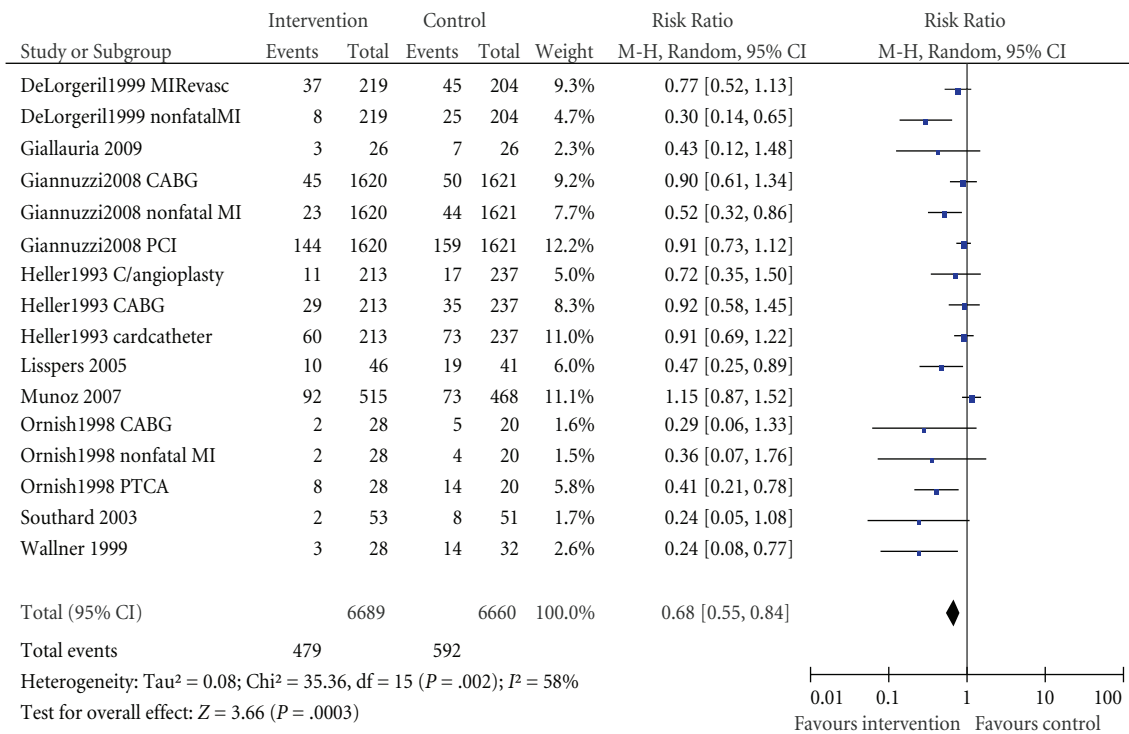 Intervention Control Risk Ratio Risk Ratio
Study or Subgroup Events Total Events Total Weight M-H, Random, 95% CI M-H, Random, 95% CI
DeLorgeril1999 MIRevasc 37 219 45 204 9.3% 0.77 [0.52, 1.13]
DeLorgeril1999 nonfatalMI 8 219 25 204 4.7% 0.30 [0.14, 0.65]
Giallauria 2009 3 26 7 26 2.3% 0.43 [0.12, 1.48]
Giannuzzi2008 CABG 45 1620 50 1621 9.2% 0.90 [0.61, 1.34]
Giannuzzi2008 nonfatal MI 23 1620 44 1621 7.7% 0.52 [0.32, 0.86]
Giannuzzi2008 PCI 144 1620 159 1621 12.2% 0.91 [0.73, 1.12]
Heller1993 C/angioplasty 11 213 17 237 5.0% 0.72 [0.35, 1.50]
Heller1993 CABG 29 213 35 237 8.3% 0.92 [0.58, 1.45]
Heller1993 cardcatheter 60 213 73 237 11.0% 0.91 [0.69, 1.22]
Lisspers 2005 10 46 19 41 6.0% 0.47 [0.25, 0.89]
Munoz 2007 92 515 73 468 11.1% 1.15 [0.87, 1.52]
Ornish1998 CABG 2 28 5 20 1.6% 0.29 [0.06, 1.33]
Ornish1998 nonfatal MI 2 28 4 20 1.5% 0.36 [0.07, 1.76]
Ornish1998 PTCA 8 28 14 20 5.8% 0.41 [0.21, 0.78]
Southard 2003 2 53 8 51 1.7% 0.24 [0.05, 1.08]
Wallner 1999 3 28 14 32 2.6% 0.24 [0.08, 0.77]
Total (95% CI) 6689 6660 100.0% 0.68 [0.55, 0.84]
Total events 479 592
Heterogeneity: Tau² = 0.08; Chi² = 35.36, df = 15 (P = .002); I² = 58%
Test for overall effect: Z = 3.66 (P = .0003)
0.01 0.1 1 10 100
Favours intervention Favours control